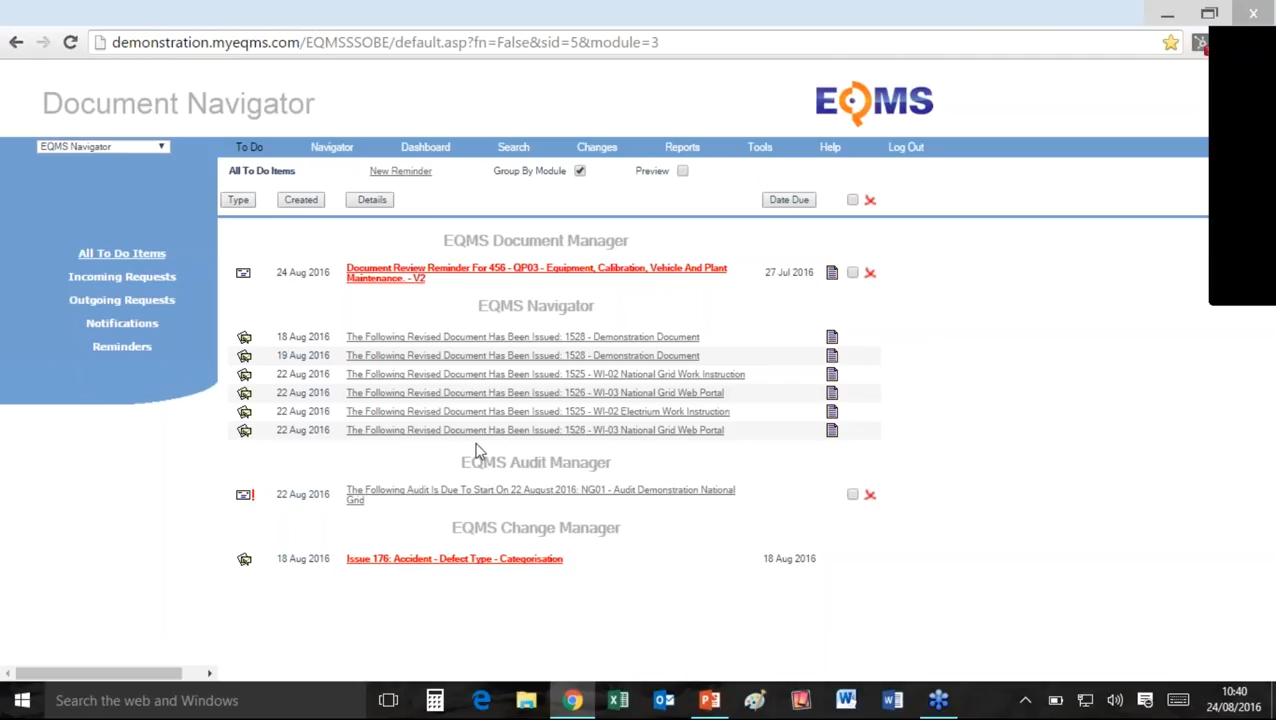 demonstration.myeqms.com/EQMSSSOBE/default.asp?fn=False&sid=5&module=3
Document Navigator
EQMS
EQMS Navigator
To Do Navigator Dashboard Search Changes Reports Tools Help Log Out
All To Do Items New Reminder Group By Module Preview
Type Created Details Date Due
All To Do Items
Incoming Requests
Outgoing Requests
Notifications
Reminders
EQMS Document Manager
24 Aug 2016 Document Review Reminder For 456 - QP03 - Equipment, Calibration, Vehicle And Plant 27 Jul 2016
Maintenance. - V2
EQMS Navigator
18 Aug 2016 The Following Revised Document Has Been Issued: 1528 - Demonstration Document
19 Aug 2016 The Following Revised Document Has Been Issued: 1528 - Demonstration Document
22 Aug 2016 The Following Revised Document Has Been Issued: 1525 - WI-02 National Grid Work Instruction
22 Aug 2016 The Following Revised Document Has Been Issued: 1526 - WI-03 National Grid Web Portal
22 Aug 2016 The Following Revised Document Has Been Issued: 1525 - WI-02 Electrium Work Instruction
22 Aug 2016 The Following Revised Document Has Been Issued: 1526 - WI-03 National Grid Web Portal
EQMS Audit Manager
22 Aug 2016 The Following Audit Is Due To Start On 22 August 2016: NG01 - Audit Demonstration National
Grid
EQMS Change Manager
18 Aug 2016 Issue 176: Accident - Defect Type - Categorisation 18 Aug 2016
Search the web and Windows
10:40
24/08/2016